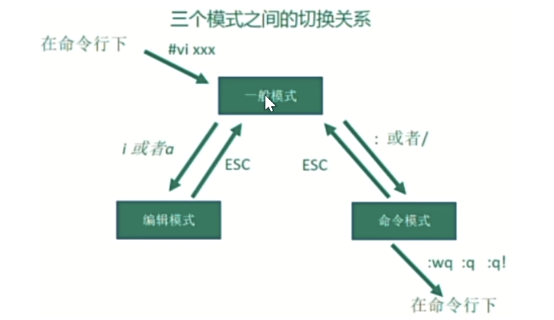 三个模式之间的切换关系
在命令行下
#vi xxx
一般模式
i 或者a
ESC
ESC
: 或者/
编辑模式
命令模式
:wq :q :q!
在命令行下